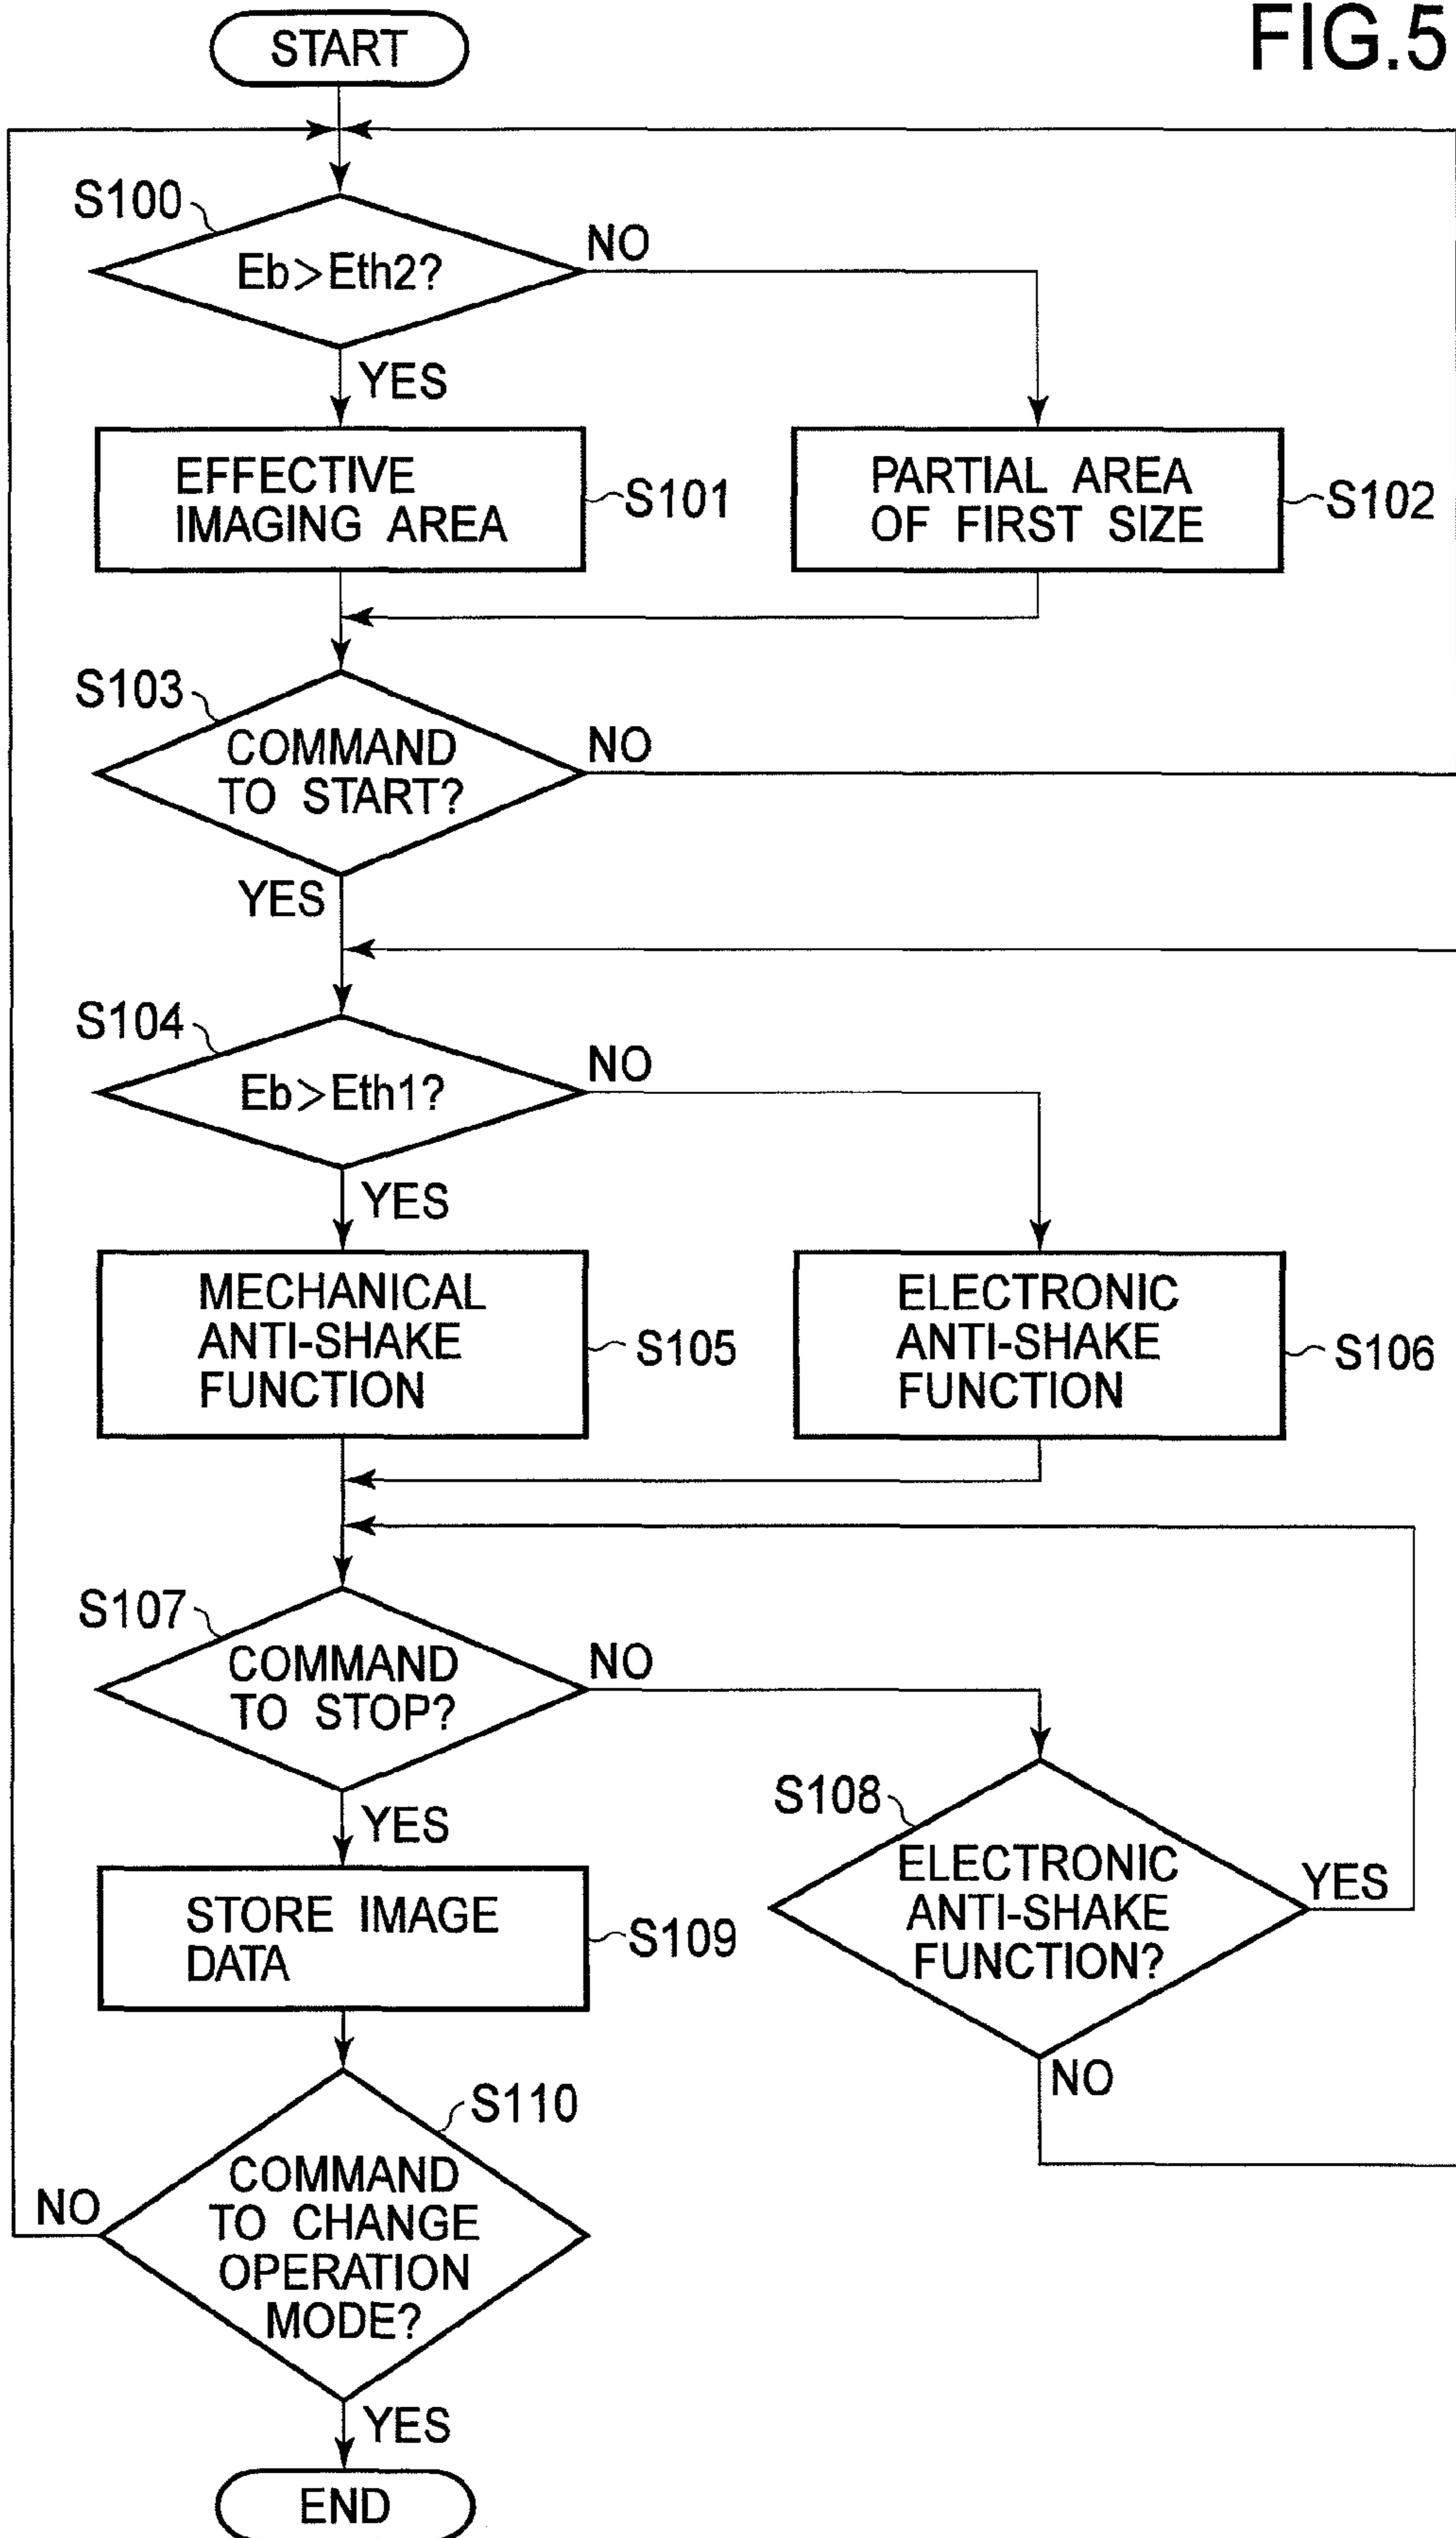 FIG.5
START
S100
Eb>Eth2?
NO
YES
EFFECTIVE
IMAGING AREA
S101
PARTIAL AREA
OF FIRST SIZE
S102
S103
COMMAND
TO START?
NO
YES
S104
Eb>Eth1?
NO
YES
MECHANICAL
ANTI-SHAKE
FUNCTION
S105
ELECTRONIC
ANTI-SHAKE
FUNCTION
S106
S107
COMMAND
TO STOP?
NO
YES
S108
ELECTRONIC
ANTI-SHAKE
FUNCTION?
YES
NO
STORE IMAGE
DATA
S109
S110
COMMAND
TO CHANGE
OPERATION
MODE?
NO
YES
END